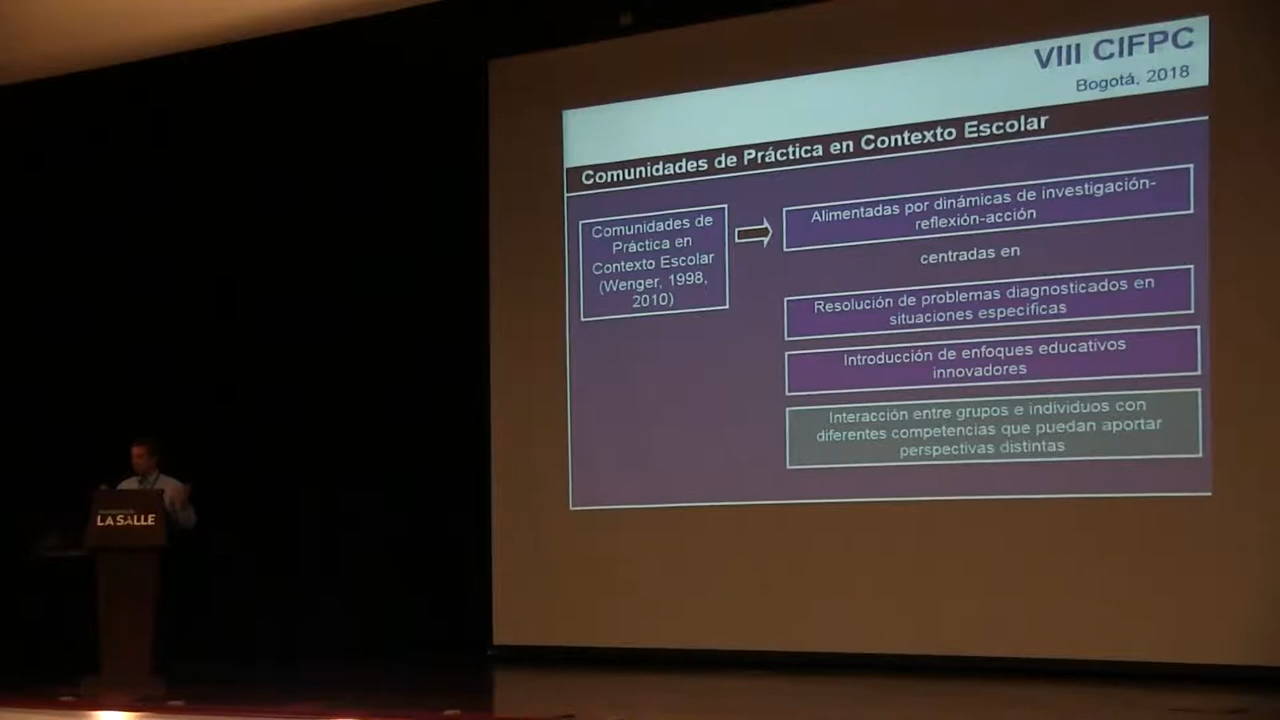 VIII CIFPC
Bogotá, 2018
Comunidades de Práctica en Contexto Escolar
Comunidades de
Práctica en
Contexto Escolar
(Wenger, 1998,
2010)
Alimentadas por dinámicas de investigación-
reflexión-acción
centradas en
Resolución de problemas diagnosticados en
situaciones específicas
Introducción de enfoques educativos
innovadores
Interacción entre grupos e individuos con
diferentes competencias que puedan aportar
perspectivas distintas
LA SALLE